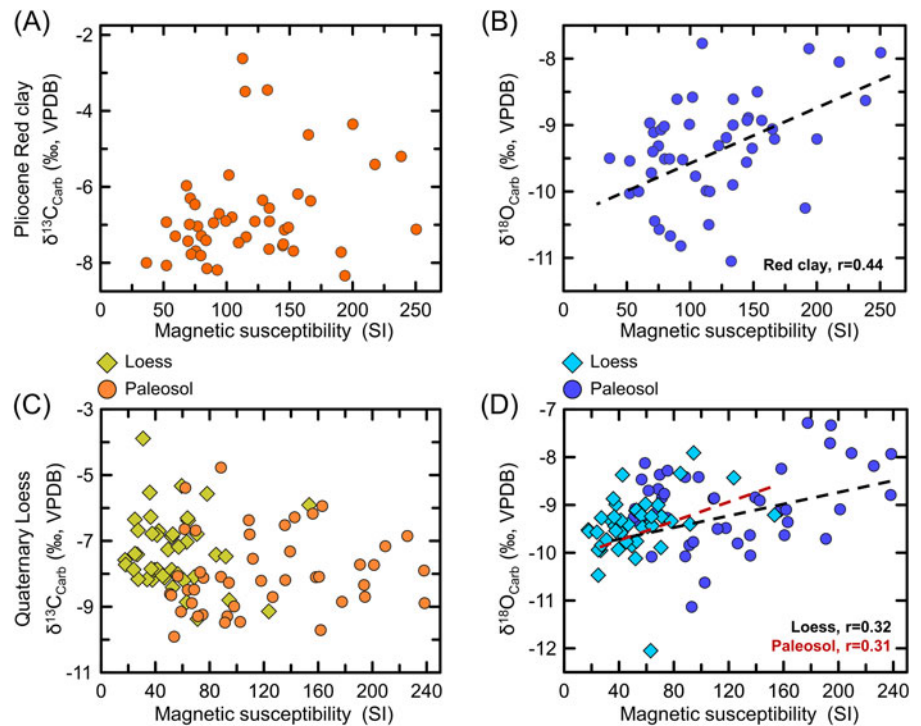 (A)
-2
-4
-6
-8
0 50 100 150 200 250
Magnetic susceptibility (SI)
Pliocene Red clay
δ¹³C_Carb (‰, VPDB)
(B)
-8
-9
-10
-11
0 50 100 150 200 250
Magnetic susceptibility (SI)
δ¹⁸O_Carb (‰, VPDB)
Red clay, r=0.44
Loess
Paleosol
Loess
Paleosol
(C)
-3
-5
-7
-9
-11
0 40 80 120 160 200 240
Magnetic susceptibility (SI)
Quaternary Loess
δ¹³C_Carb (‰, VPDB)
(D)
-7
-8
-9
-10
-11
-12
0 40 80 120 160 200 240
Magnetic susceptibility (SI)
δ¹⁸O_Carb (‰, VPDB)
Loess, r=0.32
Paleosol, r=0.31